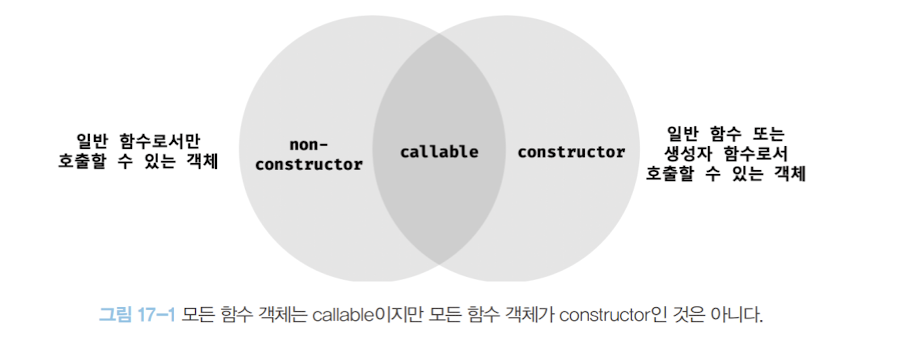 일반 함수로서만
호출할 수 있는 객체
non-
constructor
callable
constructor
일반 함수 또는
생성자 함수로서
호출할 수 있는 객체
그림 17-1 모든 함수 객체는 callable이지만 모든 함수 객체가 constructor인 것은 아니다.